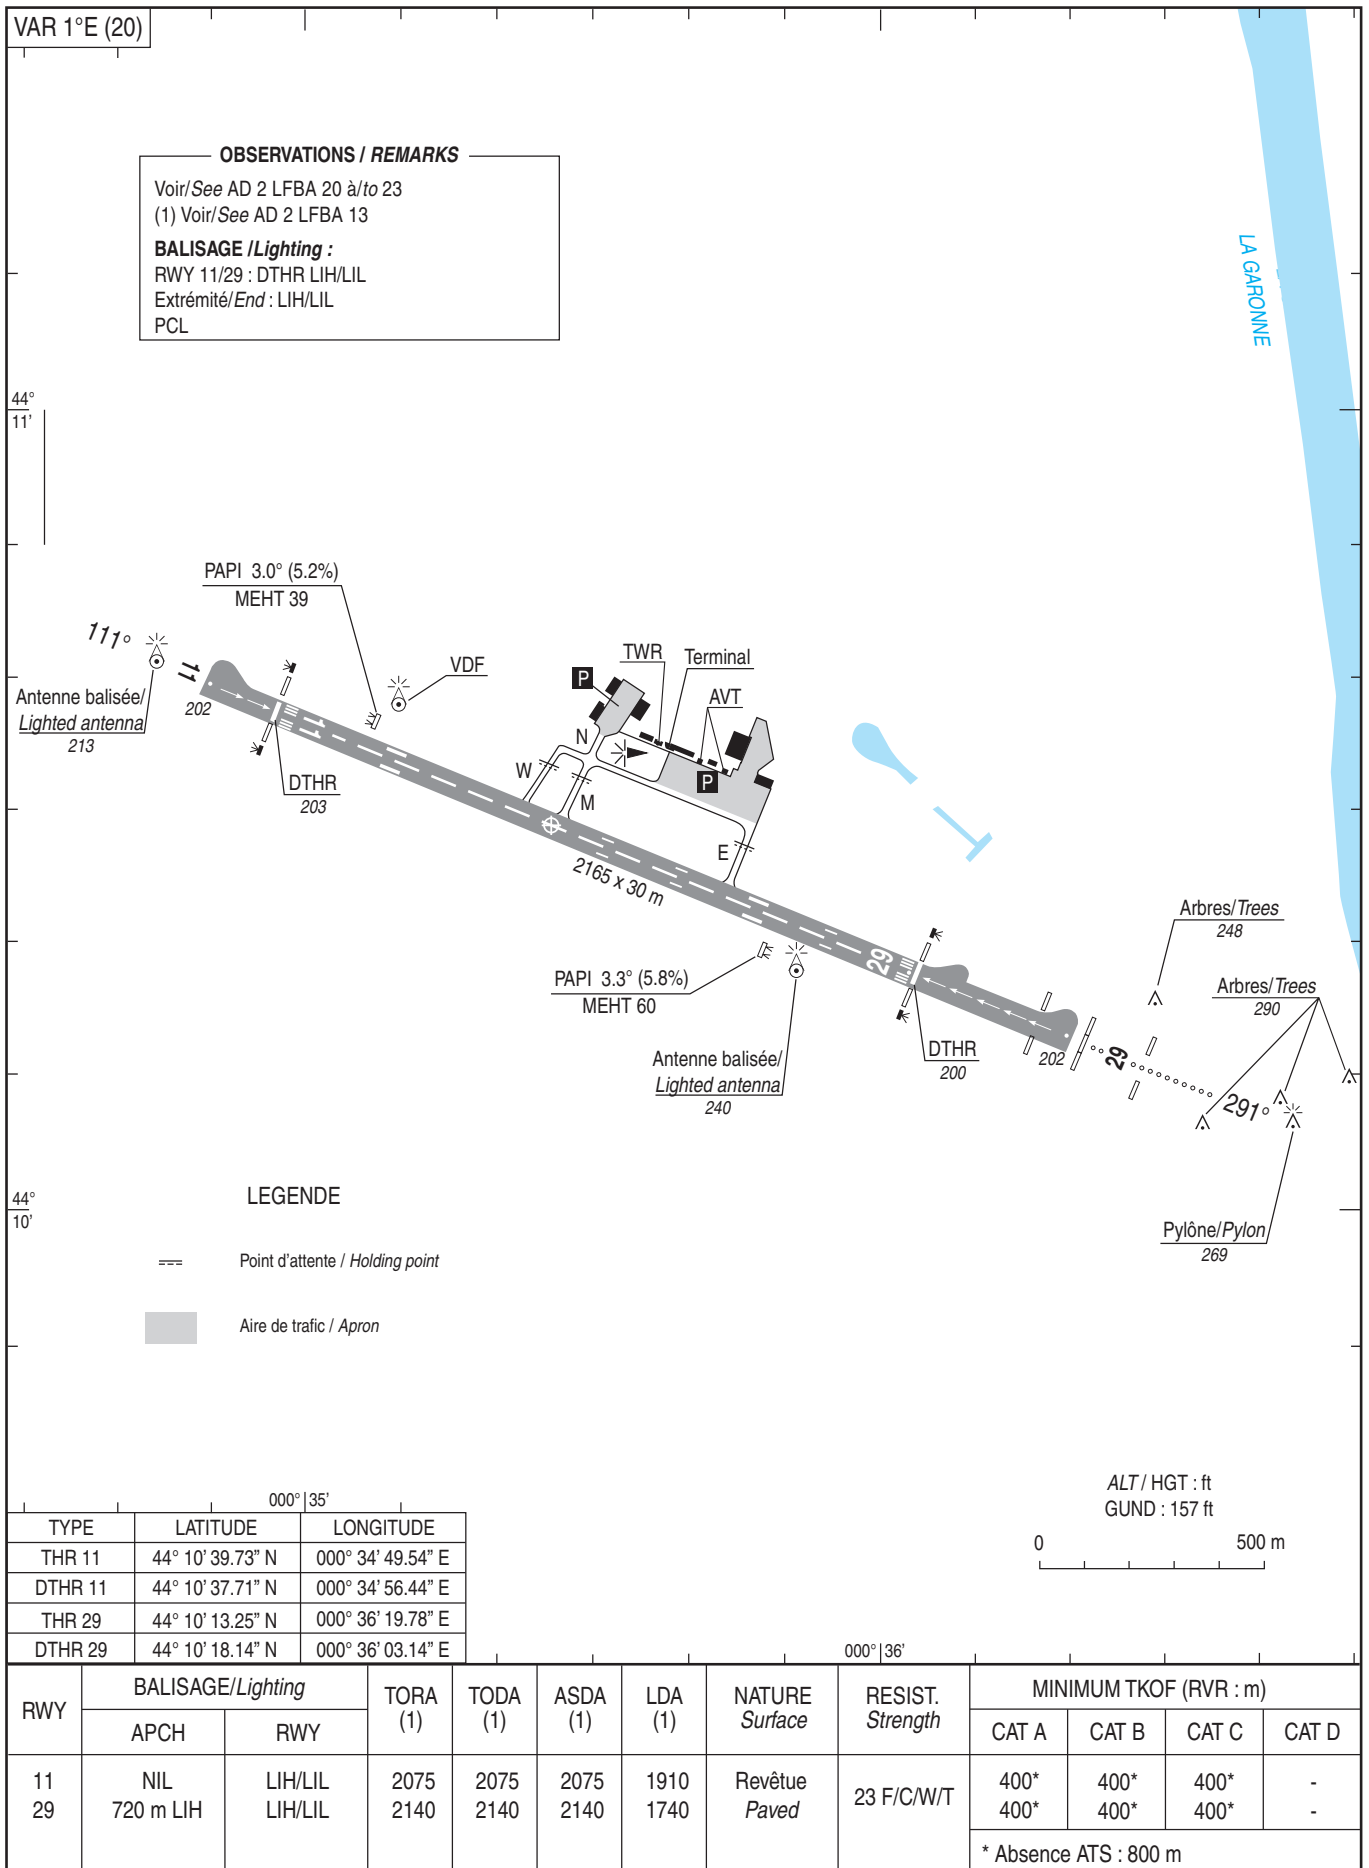 VAR 1°E (20)
OBSERVATIONS / REMARKS
Voir/See AD 2 LFBA 20 à/to 23
(1) Voir/See AD 2 LFBA 13
BALISAGE /Lighting :
RWY 11/29 : DTHR LIH/LIL
Extrémité/End : LIH/LIL
PCL
LA GARONNE
44°
11’
PAPI 3.0° (5.2%)
MEHT 39
111°
11
202
Antenne balisée/
Lighted antenna
213
VDF
DTHR
203
11
TWR
Terminal
P
AVT
N
W
M
P
E
2165 x 30 m
PAPI 3.3° (5.8%)
MEHT 60
29
Antenne balisée/
Lighted antenna
240
DTHR
200
202
29
291°
Arbres/Trees
248
Arbres/Trees
290
Pylône/Pylon
269
44°
10’
LEGENDE
Point d’attente / Holding point
Aire de trafic / Apron
ALT / HGT : ft
GUND : 157 ft
0 500 m
000° 35’
TYPE LATITUDE LONGITUDE
THR 11 44° 10’ 39.73” N 000° 34’ 49.54” E
DTHR 11 44° 10’ 37.71” N 000° 34’ 56.44” E
THR 29 44° 10’ 13.25” N 000° 36’ 19.78” E
DTHR 29 44° 10’ 18.14” N 000° 36’ 03.14” E
000° 36’
RWY BALISAGE/Lighting TORA (1) TODA (1) ASDA (1) LDA (1) NATURE Surface RESIST. Strength MINIMUM TKOF (RVR : m)
APCH RWY CAT A CAT B CAT C CAT D
11 NIL LIH/LIL 2075 2075 2075 1910 Revêtue 23 F/C/W/T 400* 400* 400* -
29 720 m LIH LIH/LIL 2140 2140 2140 1740 Paved 400* 400* 400* -
* Absence ATS : 800 m